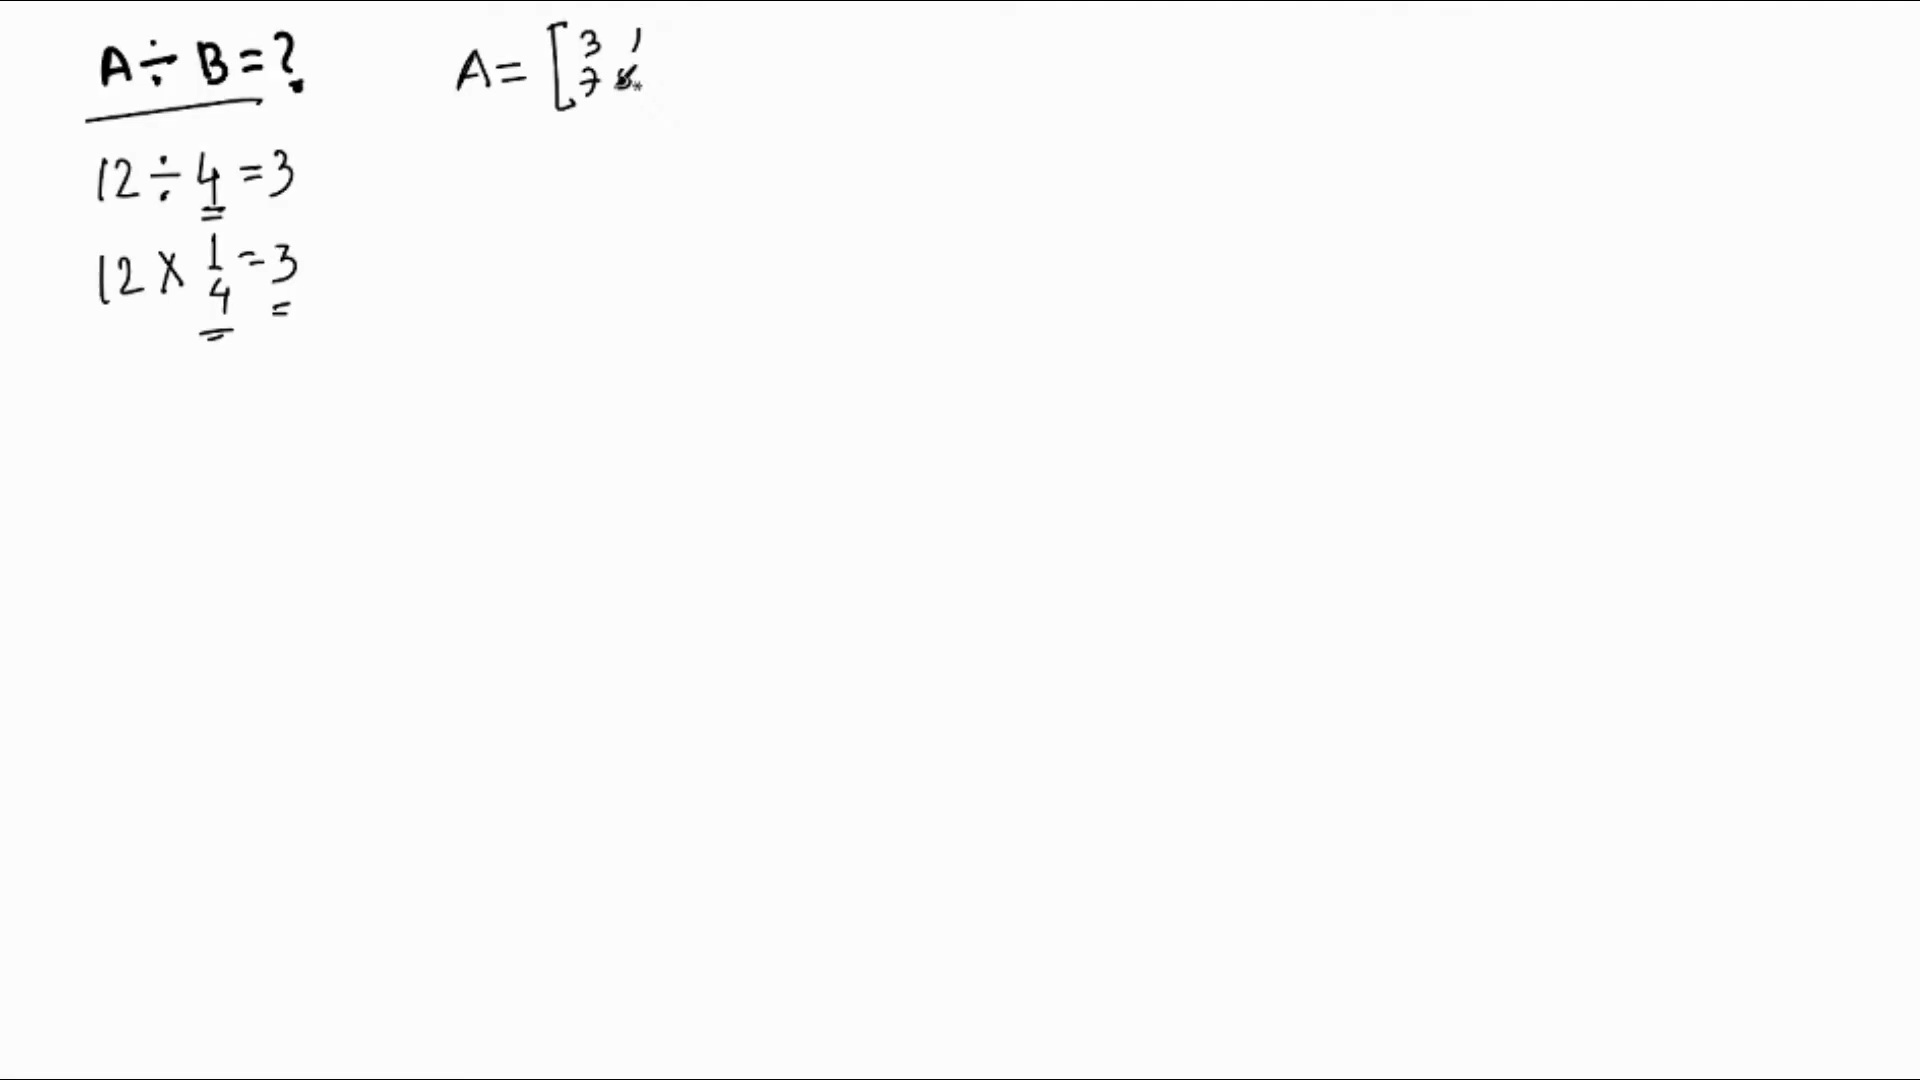 A ÷ B = ?
A = [ 3 1
7
12 ÷ 4 = 3
12 × 1/4 = 3